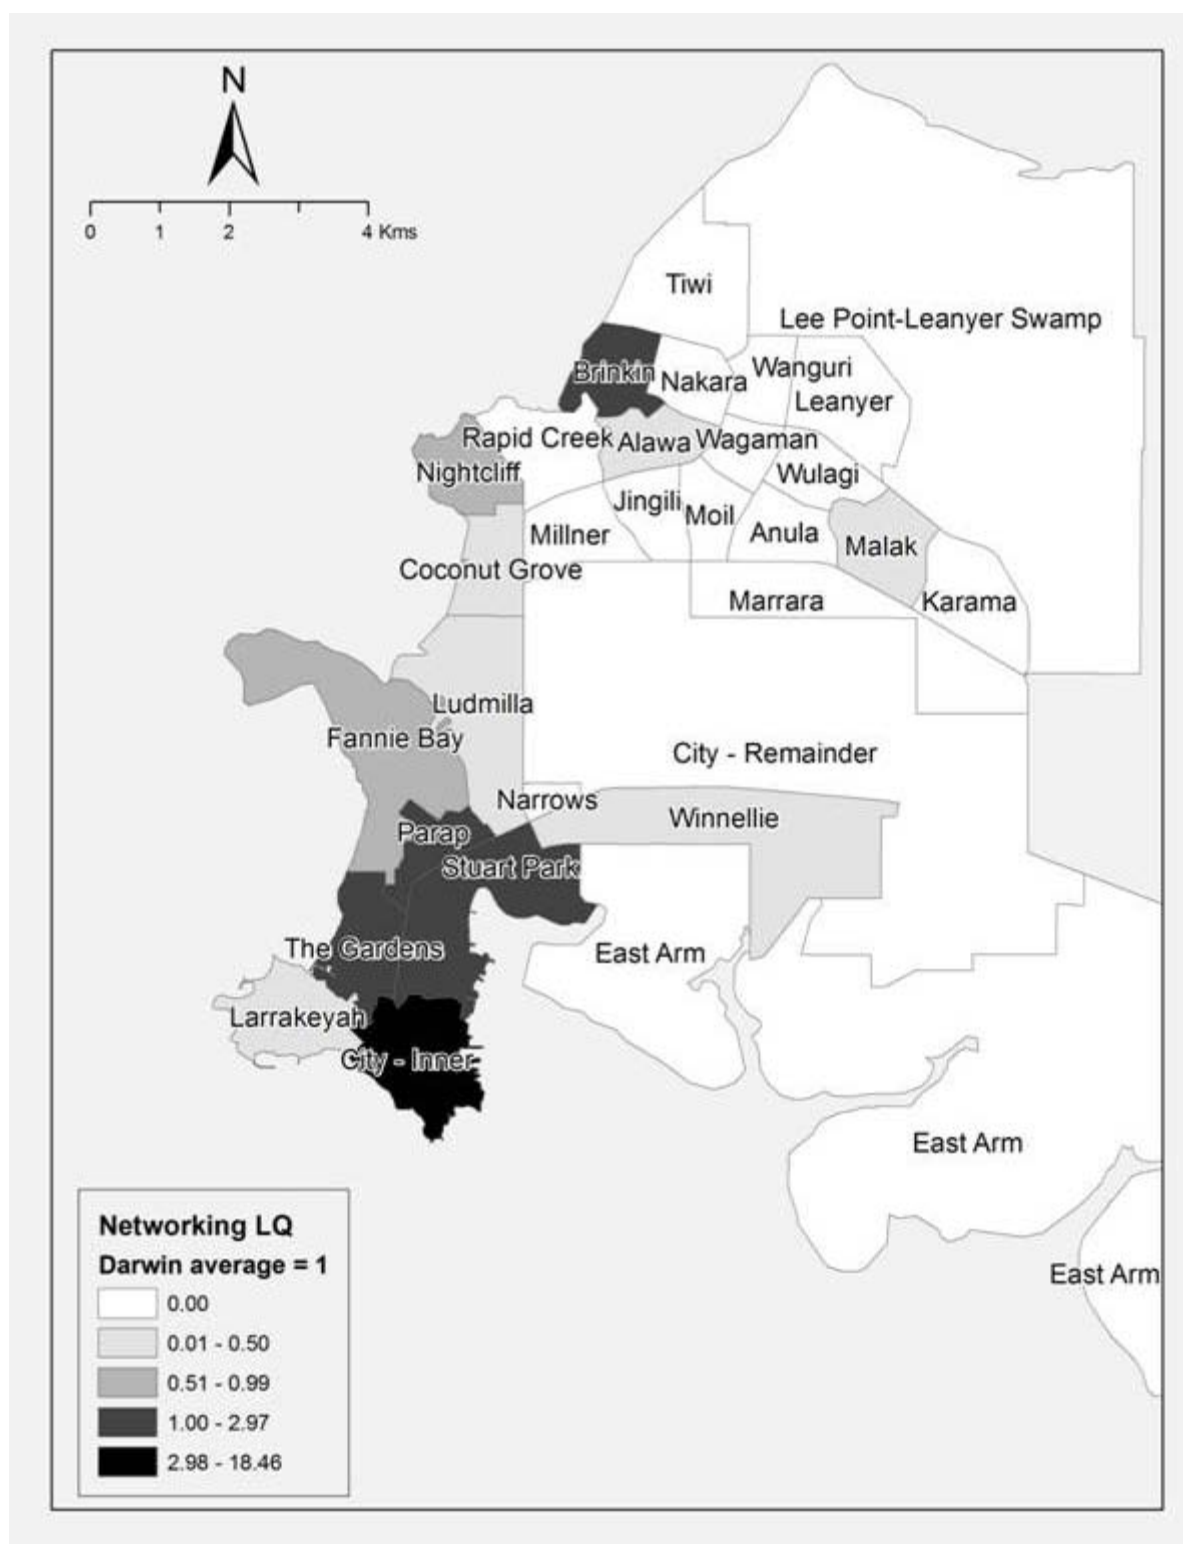 N
0 1 2 4 Kms
Tiwi
Lee Point-Leanyer Swamp
Brinkin
Nakara
Wanguri
Leanyer
Rapid Creek
Alawa
Wagaman
Nightcliff
Wulagi
Jingili
Moil
Millner
Anula
Malak
Coconut Grove
Marrara
Karama
Ludmilla
Fannie Bay
City - Remainder
Narrows
Winnellie
Parap
Stuart Park
The Gardens
East Arm
Larrakeyah
City - Inner
East Arm
East Arm
Networking LQ
Darwin average = 1
0.00
0.01 - 0.50
0.51 - 0.99
1.00 - 2.97
2.98 - 18.46